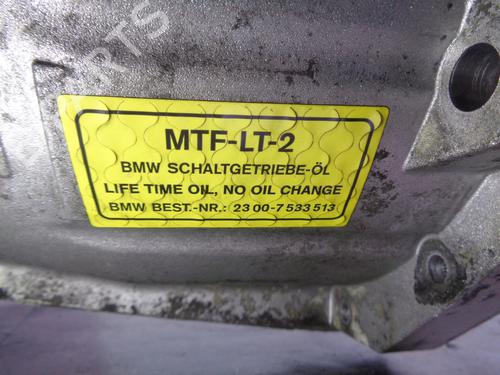 MTF-LT-2
BMW SCHALTGETRIEBE-ÖL
LIFE TIME OIL, NO OIL CHANGE
BMW BEST.-NR.: 23 00-7 533 513